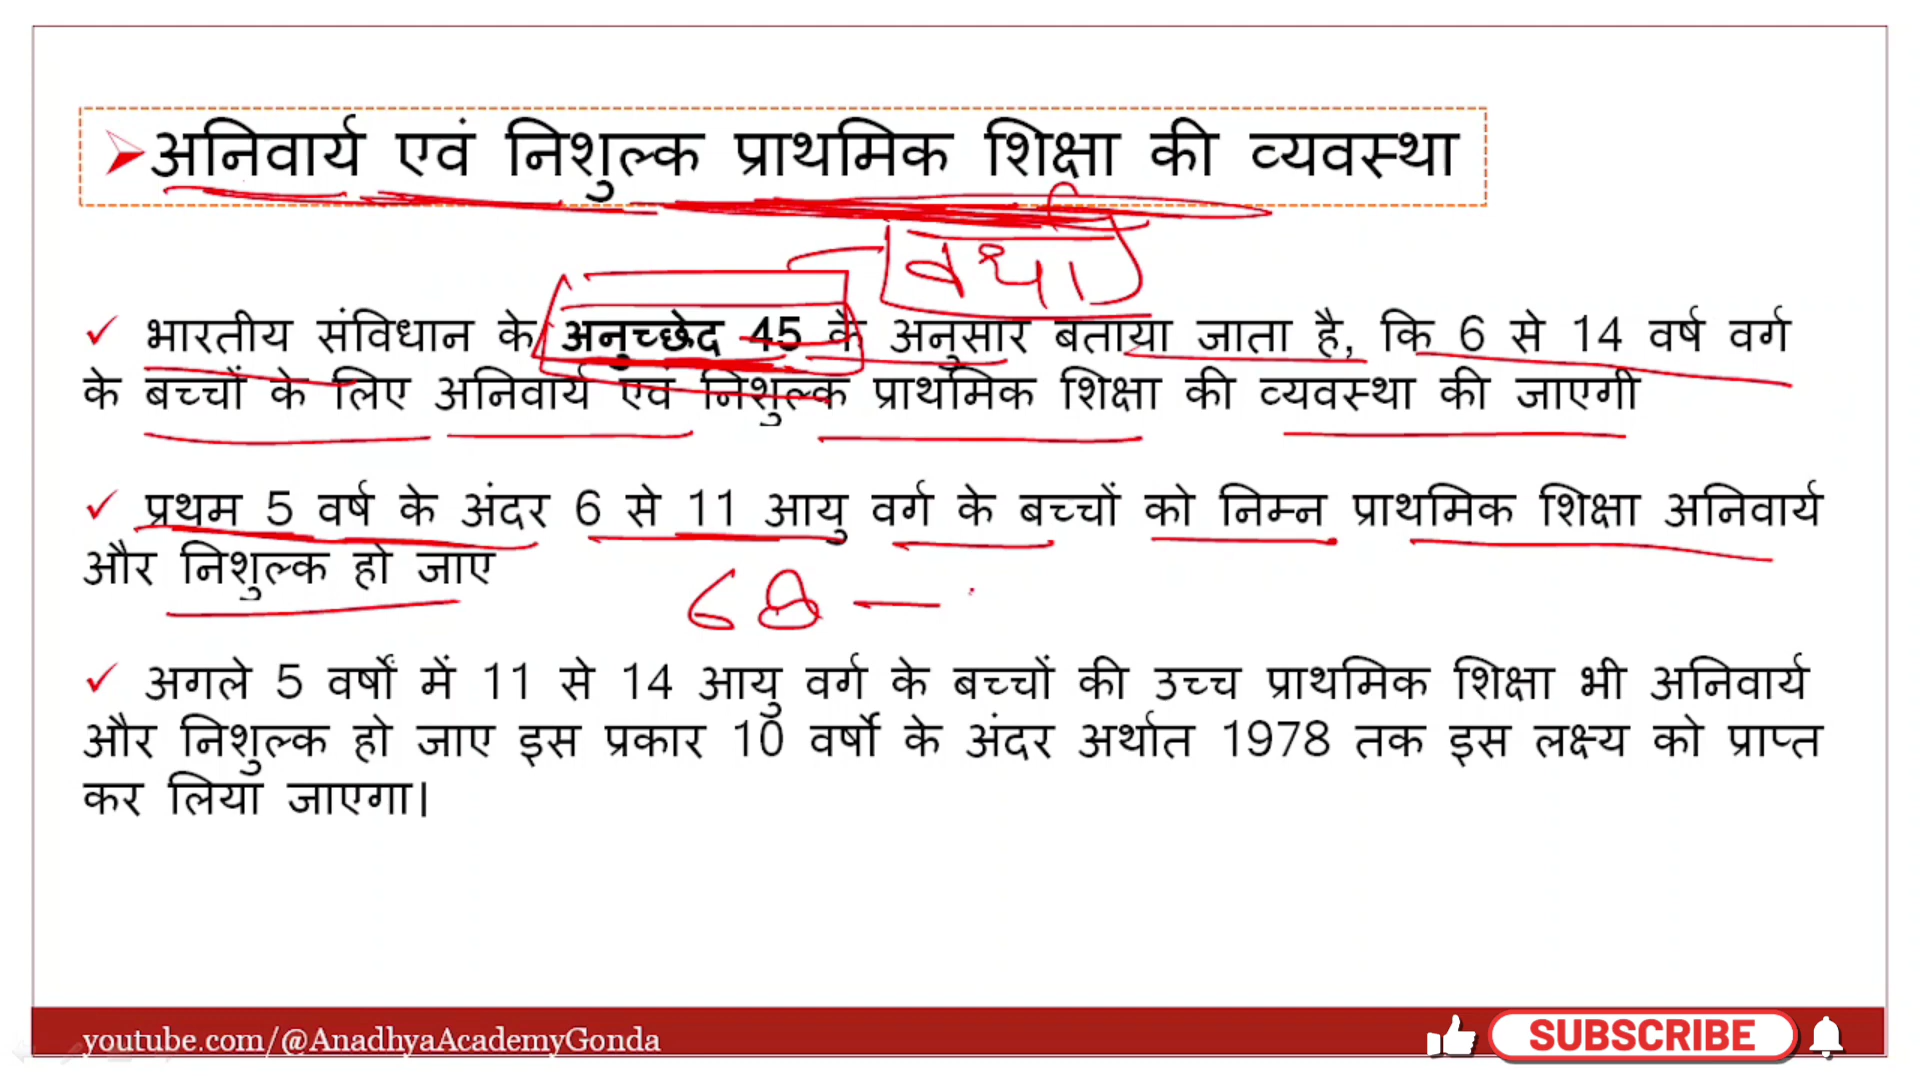 अनिवार्य एवं निशुल्क प्राथमिक शिक्षा की व्यवस्था
भारतीय संविधान के अनुच्छेद 45 के अनुसार बताया जाता है, कि 6 से 14 वर्ष वर्ग
के बच्चों के लिए अनिवार्य एवं निशुल्क प्राथमिक शिक्षा की व्यवस्था की जाएगी
प्रथम 5 वर्ष के अंदर 6 से 11 आयु वर्ग के बच्चों को निम्न प्राथमिक शिक्षा अनिवार्य
और निशुल्क हो जाए
68 —
अगले 5 वर्षों में 11 से 14 आयु वर्ग के बच्चों की उच्च प्राथमिक शिक्षा भी अनिवार्य
और निशुल्क हो जाए इस प्रकार 10 वर्षो के अंदर अर्थात 1978 तक इस लक्ष्य को प्राप्त
कर लिया जाएगा।
youtube.com/@AnadhyaAcademyGonda
SUBSCRIBE